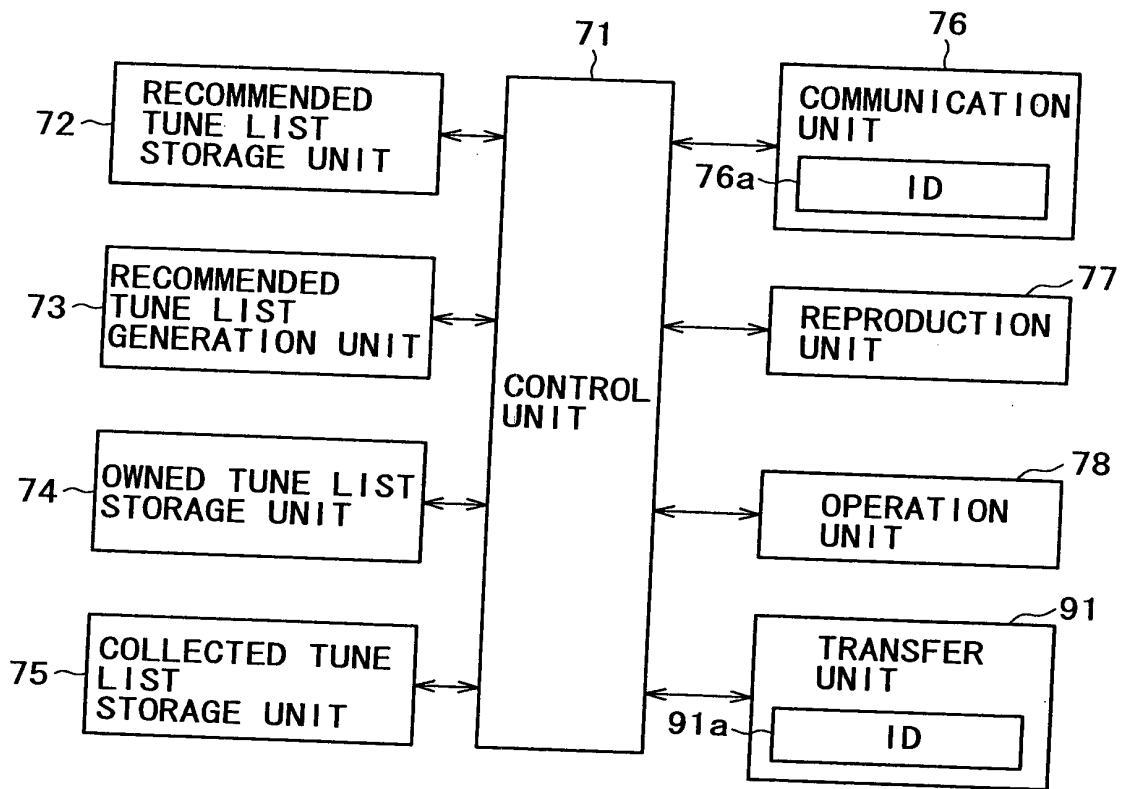 71
72
RECOMMENDED
TUNE LIST
STORAGE UNIT
73
RECOMMENDED
TUNE LIST
GENERATION UNIT
74
OWNED TUNE LIST
STORAGE UNIT
75
COLLECTED TUNE
LIST
STORAGE UNIT
CONTROL
UNIT
76
COMMUNICATION
UNIT
76a
ID
77
REPRODUCTION
UNIT
78
OPERATION
UNIT
91
TRANSFER
UNIT
91a
ID